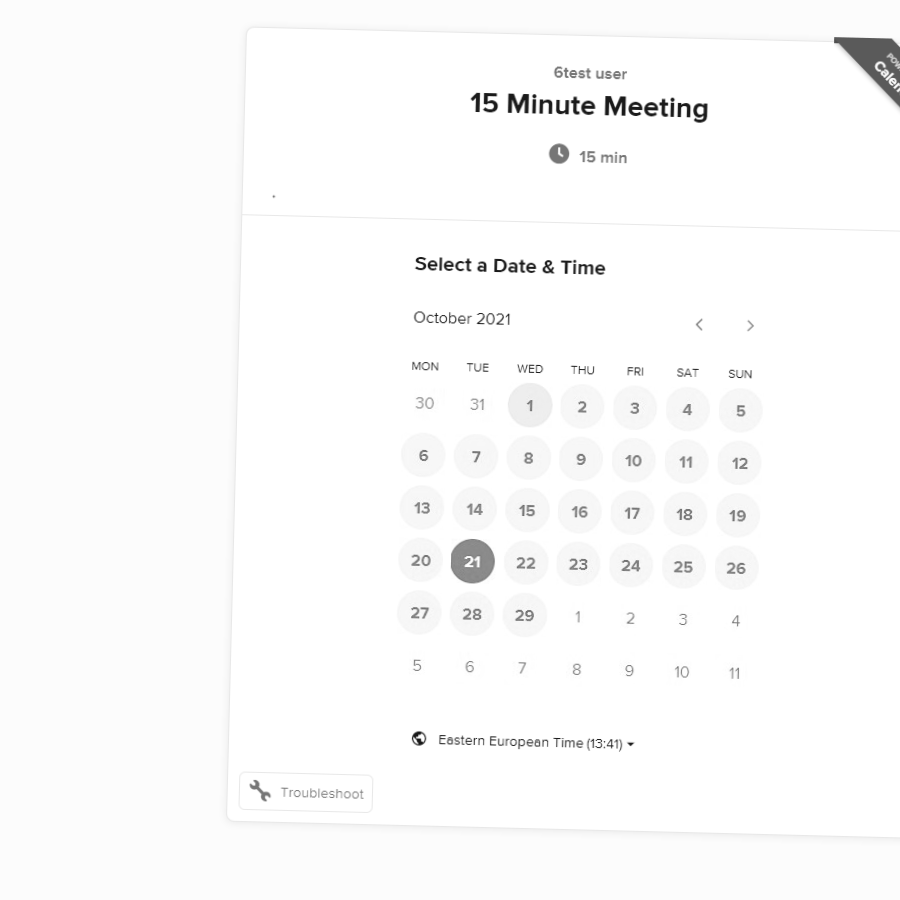 6test user
15 Minute Meeting
15 min
Select a Date & Time
October 2021
MON TUE WED THU FRI SAT SUN
30 31 1 2 3 4 5
6 7 8 9 10 11 12
13 14 15 16 17 18 19
20 21 22 23 24 25 26
27 28 29 1 2 3 4
5 6 7 8 9 10 11
Eastern European Time (13:41)
Troubleshoot